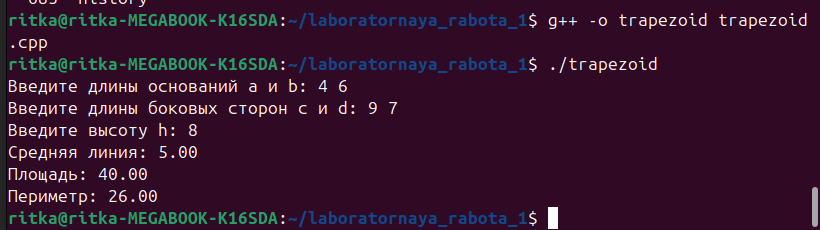 ritka@ritka-MEGABOOK-K16SDA:~/laboratornaya_rabota_1$ g++ -o trapezoid trapezoid
.cpp
ritka@ritka-MEGABOOK-K16SDA:~/laboratornaya_rabota_1$ ./trapezoid
Введите длины оснований a и b: 4 6
Введите длины боковых сторон c и d: 9 7
Введите высоту h: 8
Средняя линия: 5.00
Площадь: 40.00
Периметр: 26.00
ritka@ritka-MEGABOOK-K16SDA:~/laboratornaya_rabota_1$